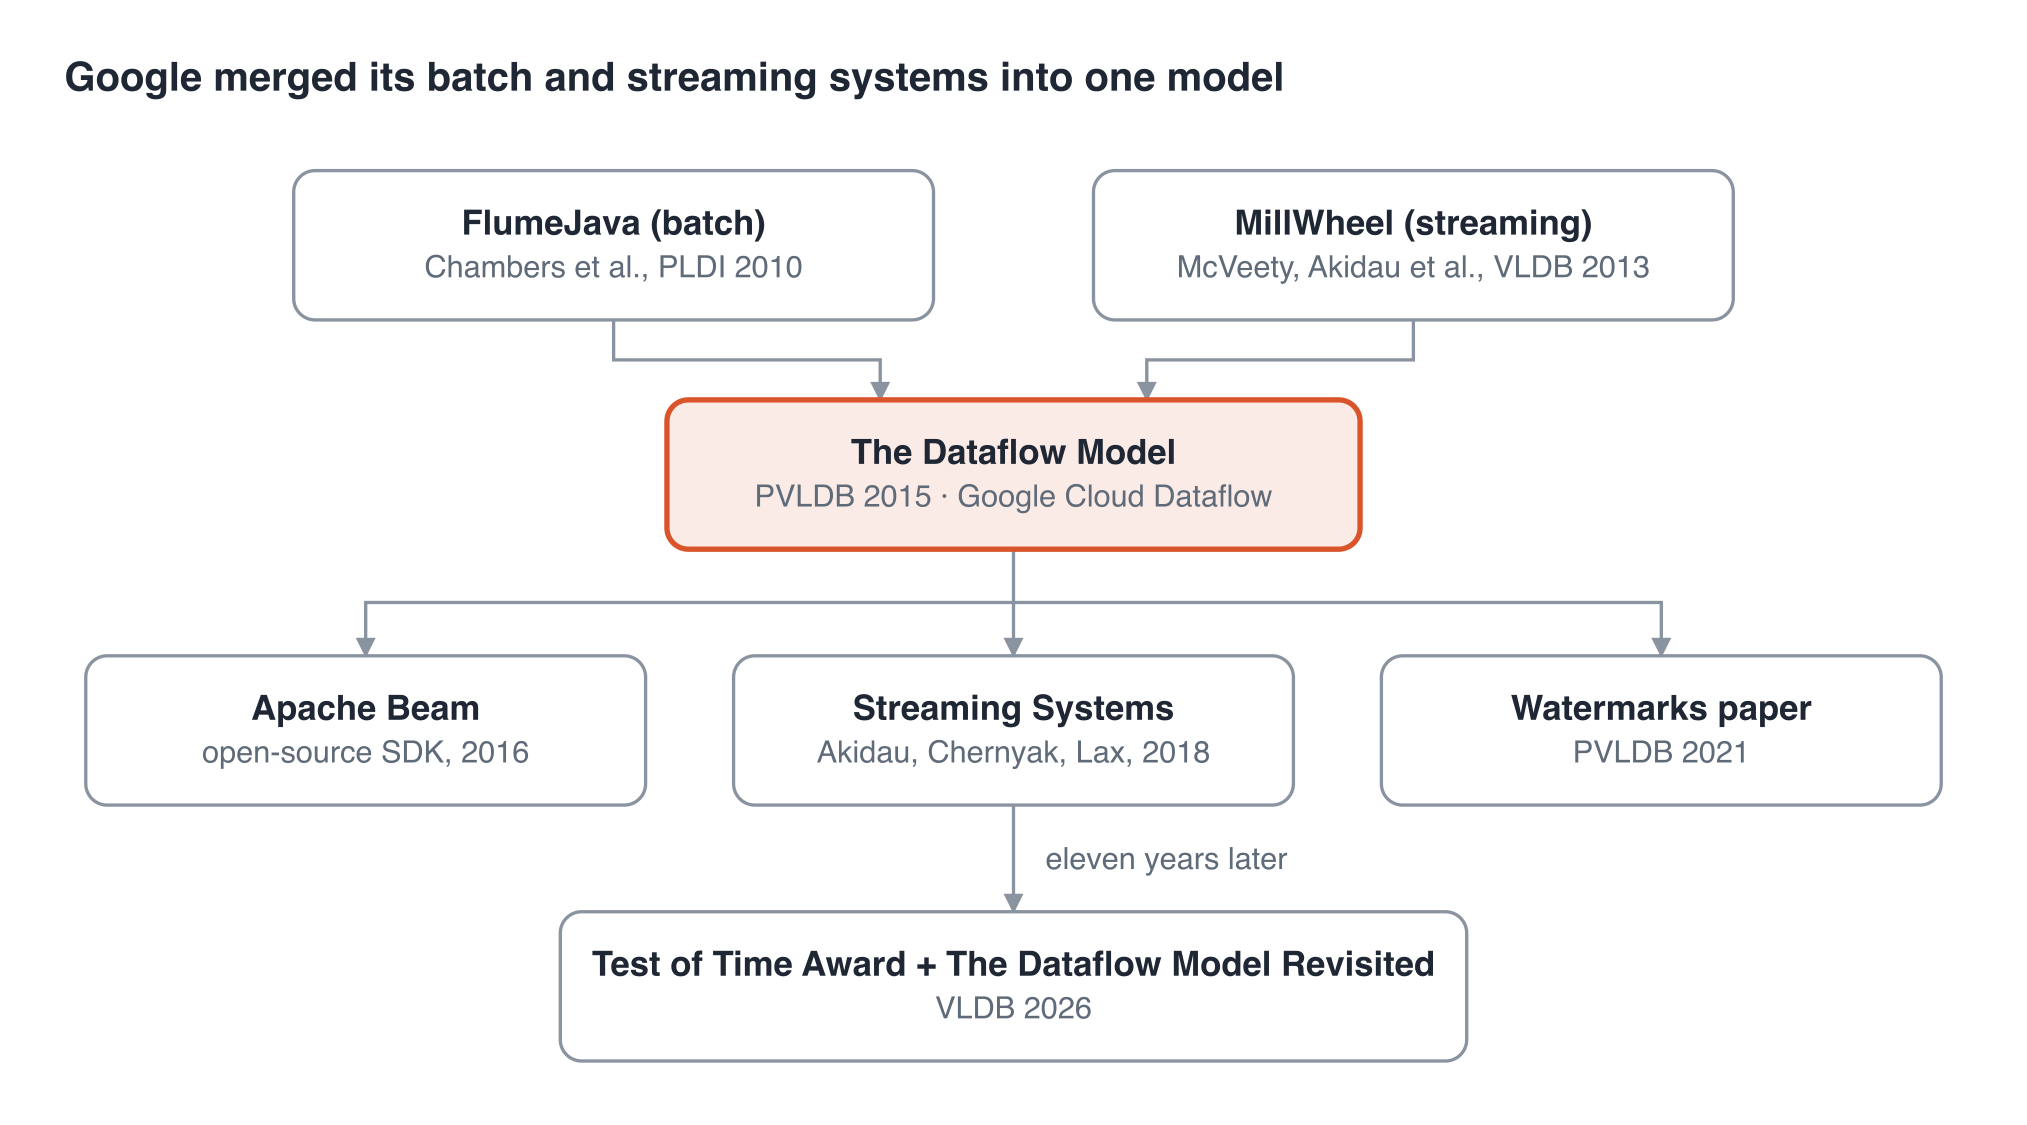 Google merged its batch and streaming systems into one model
FlumeJava (batch)
Chambers et al., PLDI 2010
MillWheel (streaming)
McVeety, Akidau et al., VLDB 2013
The Dataflow Model
PVLDB 2015 · Google Cloud Dataflow
Apache Beam
open-source SDK, 2016
Streaming Systems
Akidau, Chernyak, Lax, 2018
Watermarks paper
PVLDB 2021
eleven years later
Test of Time Award + The Dataflow Model Revisited
VLDB 2026